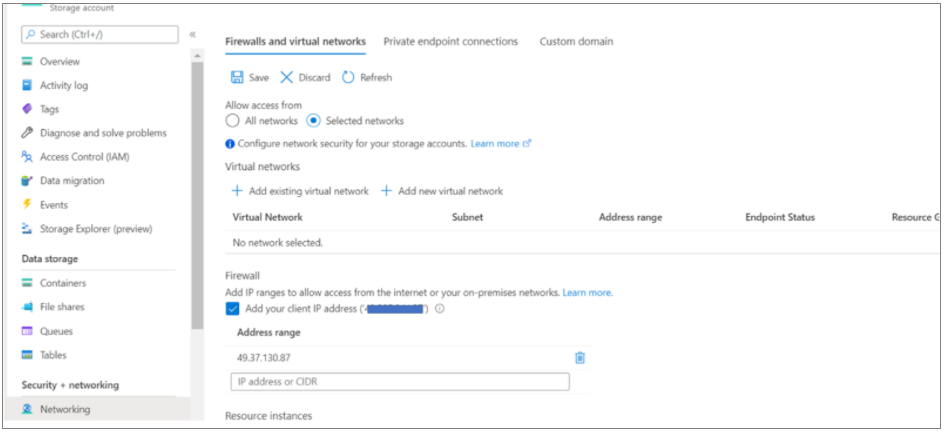 Storage account
Search (Ctrl+/)
«
Overview
Activity log
Tags
Diagnose and solve problems
Access Control (IAM)
Data migration
Events
Storage Explorer (preview)
Data storage
Containers
File shares
Queues
Tables
Security + networking
Networking
Firewalls and virtual networks Private endpoint connections Custom domain
Save Discard Refresh
Allow access from
All networks Selected networks
Configure network security for your storage accounts. Learn more
Virtual networks
+ Add existing virtual network + Add new virtual network
Virtual Network Subnet Address range Endpoint Status Resource G
No network selected.
Firewall
Add IP ranges to allow access from the internet or your on-premises networks. Learn more.
Add your client IP address ('
')
Address range
49.37.130.87
IP address or CIDR
Resource instances